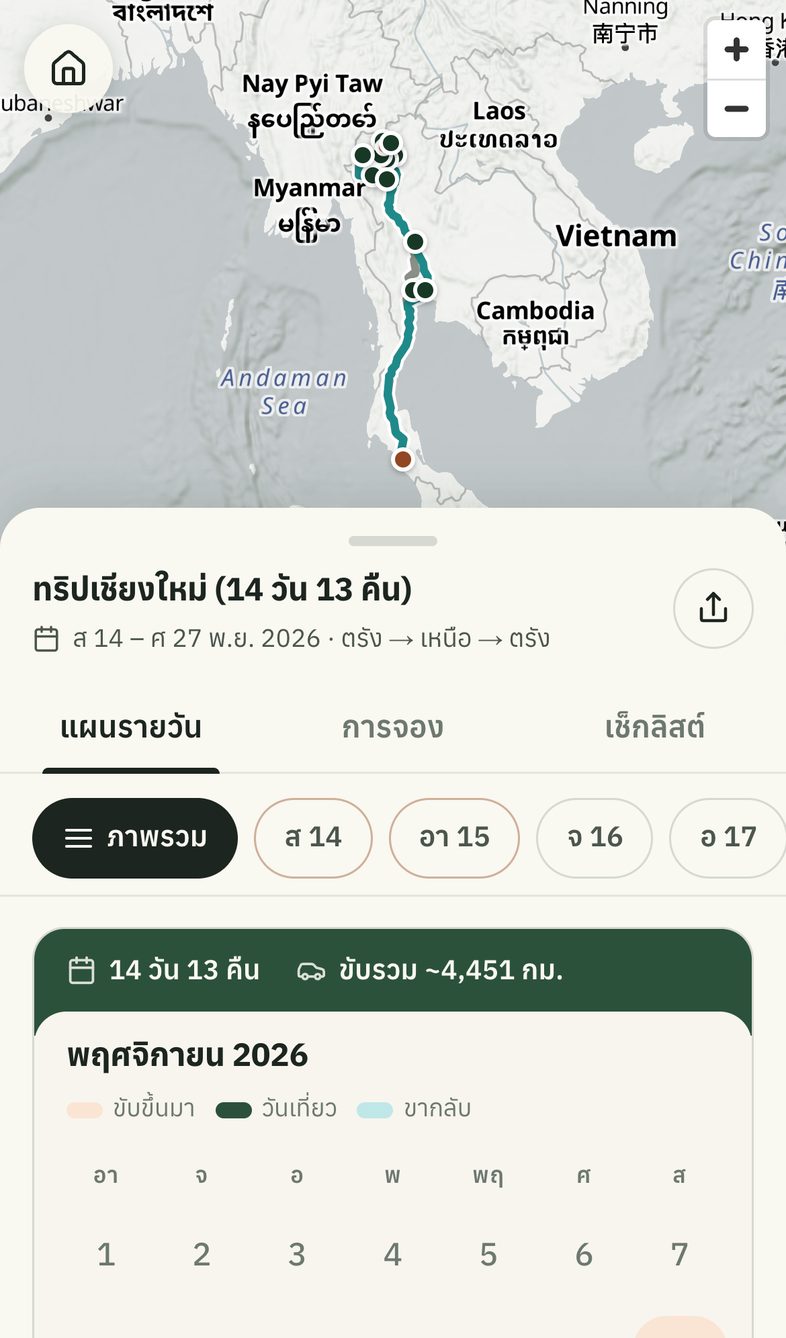 বাংলাদেশ
Nanning
南宁市
Nay Pyi Taw
နေပြည်တော်
Laos
ປະເທດລາວ
Myanmar
မြန်မာ
Vietnam
Cambodia
កម្ពុជា
Andaman
Sea
ทริปเชียงใหม่ (14 วัน 13 คืน)
ส 14 – ศ 27 พ.ย. 2026 · ตรัง → เหนือ → ตรัง
แผนรายวัน การจอง เช็กลิสต์
ภาพรวม ส 14 อา 15 จ 16 อ 17
14 วัน 13 คืน ขับรวม ~4,451 กม.
พฤศจิกายน 2026
ขับขึ้นมา วันเที่ยว ขากลับ
อา จ อ พ พฤ ศ ส
1 2 3 4 5 6 7